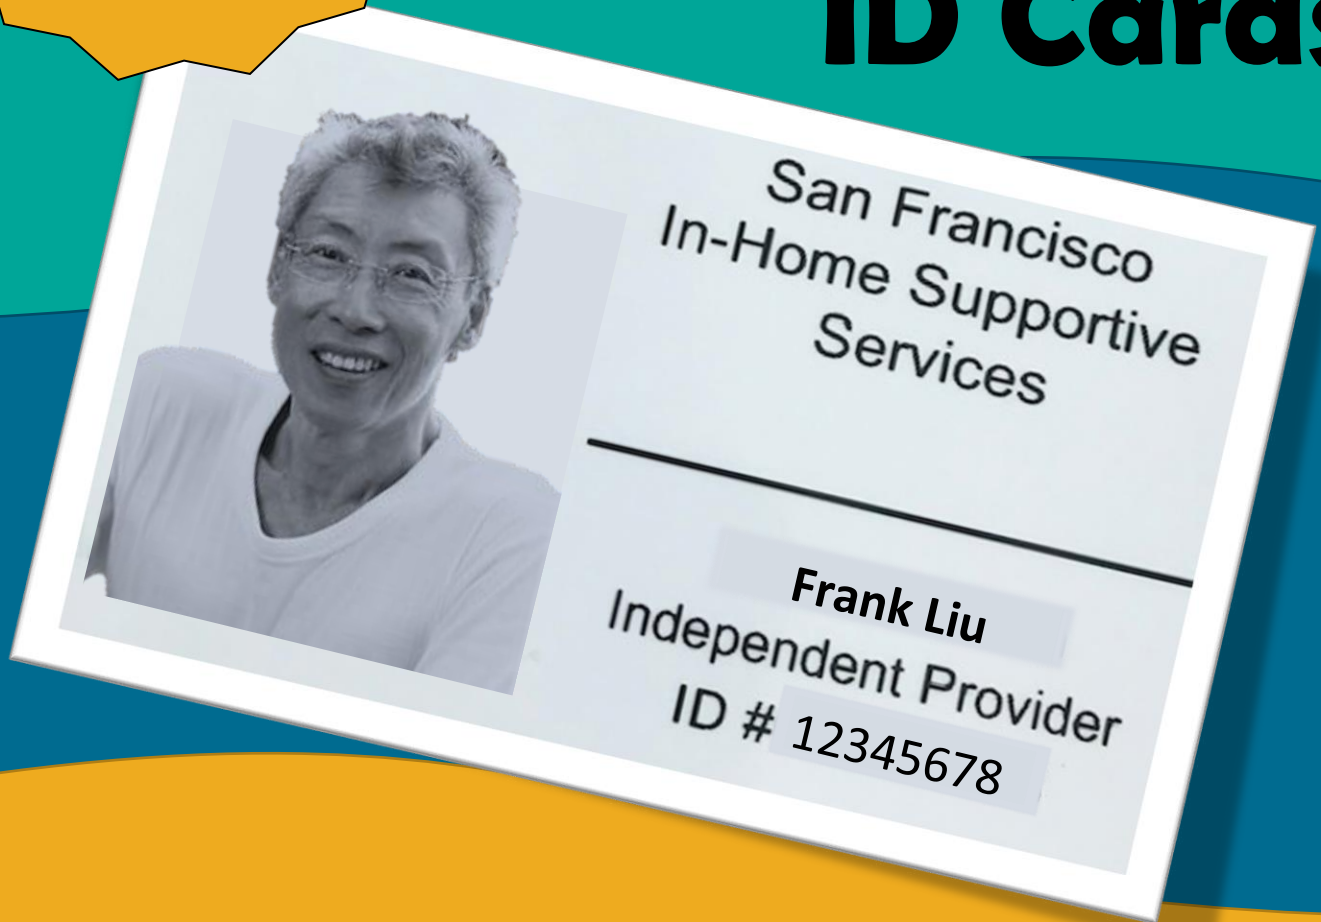 ID Cards
San Francisco
In-Home Supportive
Services
Frank Liu
Independent Provider
ID # 12345678